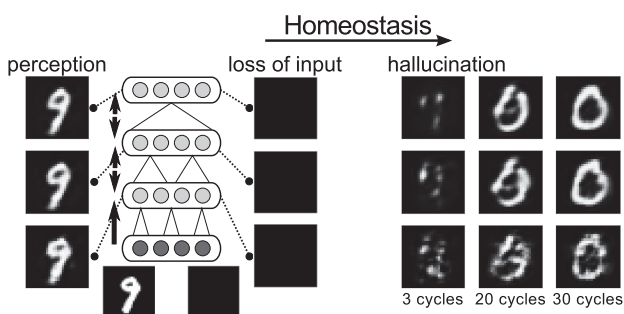 Homeostasis
perception
loss of input
hallucination
3 cycles
20 cycles
30 cycles